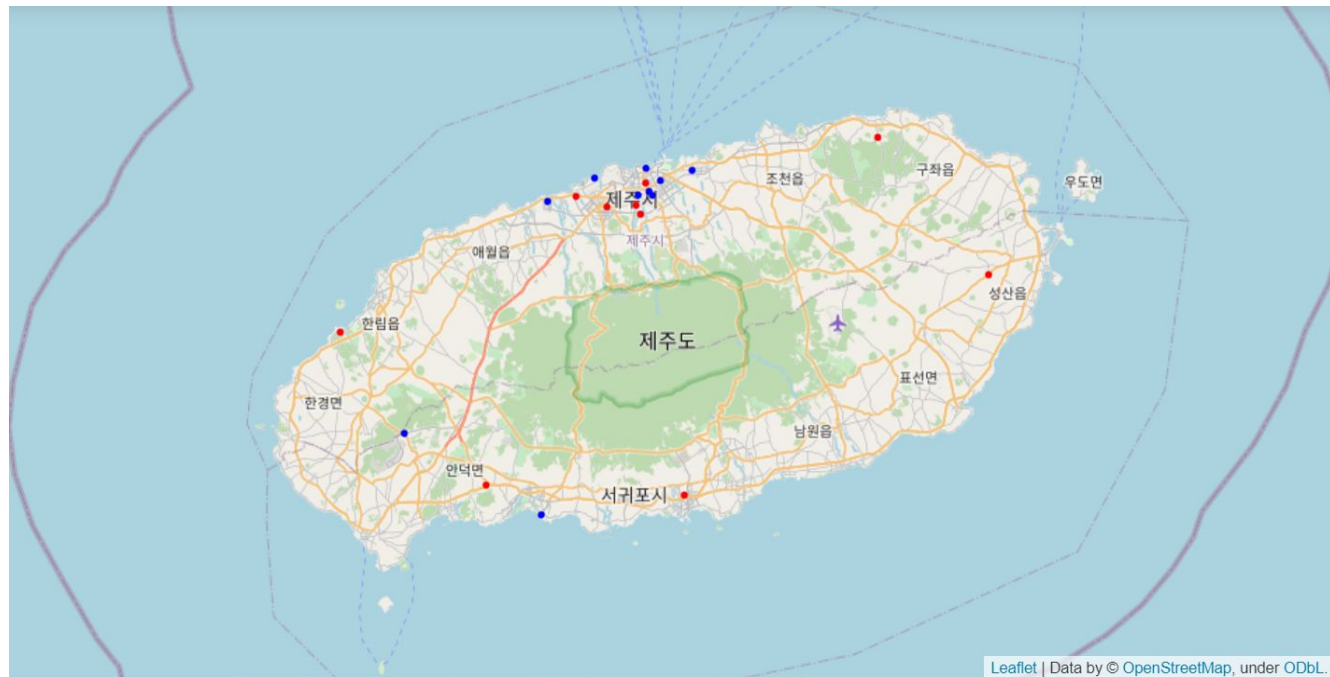 구좌읍
조천읍
우도면
제주시
제주시
애월읍
성산읍
한림읍
제주도
표선면
한경면
남원읍
안덕면
서귀포시
Leaflet | Data by © OpenStreetMap, under ODbL.